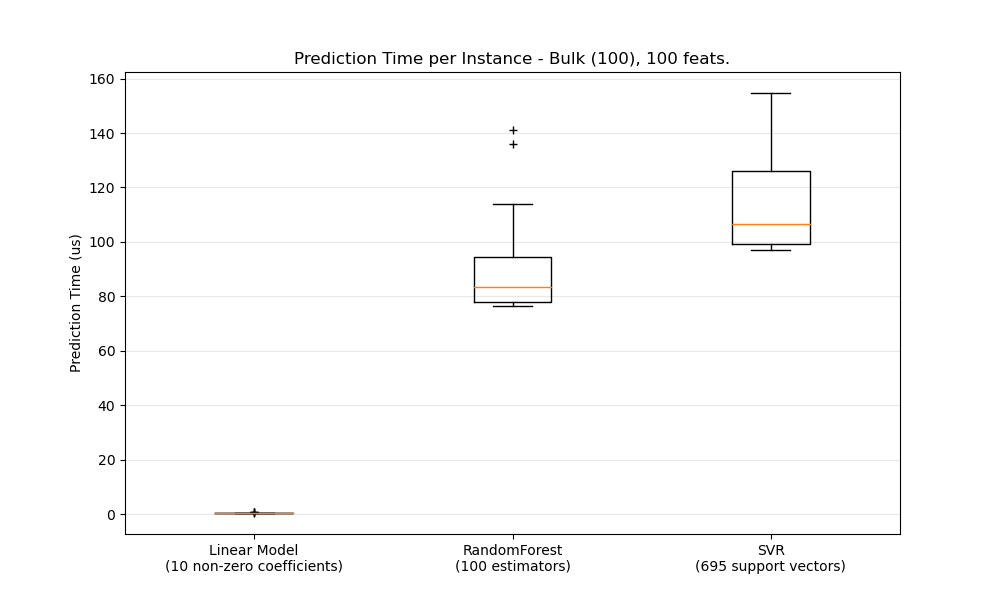 Prediction Time per Instance - Bulk (100), 100 feats.
160
140
120
100
80
60
40
20
0
Prediction Time (us)
Linear Model
(10 non-zero coefficients)
RandomForest
(100 estimators)
SVR
(695 support vectors)